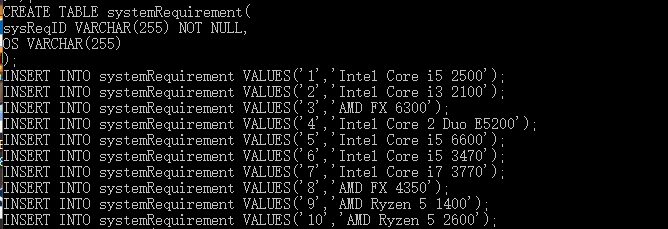 CREATE TABLE systemRequirement(
sysReqID VARCHAR(255) NOT NULL,
OS VARCHAR(255)
);
INSERT INTO systemRequirement VALUES('1','Intel Core i5 2500');
INSERT INTO systemRequirement VALUES('2','Intel Core i3 2100');
INSERT INTO systemRequirement VALUES('3','AMD FX 6300');
INSERT INTO systemRequirement VALUES('4','Intel Core 2 Duo E5200');
INSERT INTO systemRequirement VALUES('5','Intel Core i5 6600');
INSERT INTO systemRequirement VALUES('6','Intel Core i5 3470');
INSERT INTO systemRequirement VALUES('7','Intel Core i7 3770');
INSERT INTO systemRequirement VALUES('8','AMD FX 4350');
INSERT INTO systemRequirement VALUES('9','AMD Ryzen 5 1400');
INSERT INTO systemRequirement VALUES('10','AMD Ryzen 5 2600');